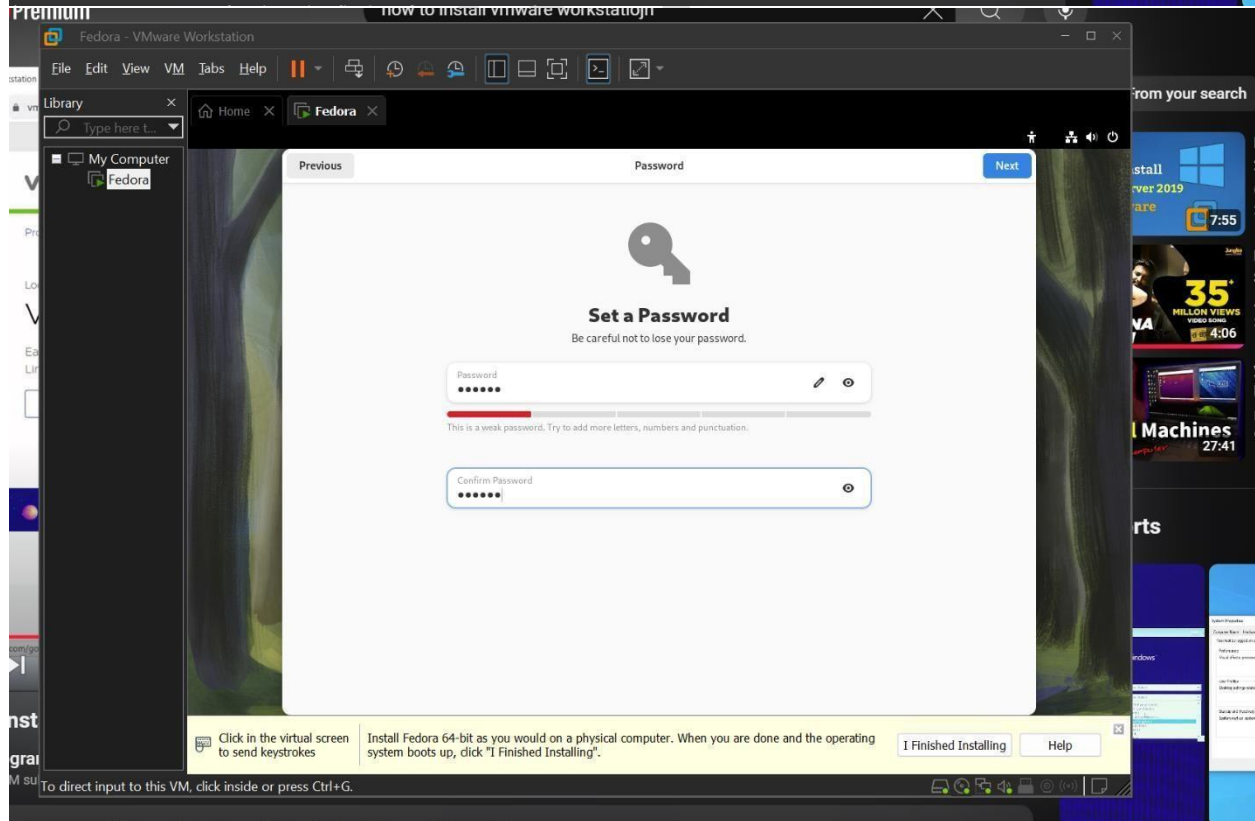 Premium
how to install vmware workstatiojn
Fedora - VMware Workstation
File Edit View VM Tabs Help
Library
Type here t...
My Computer
Fedora
Home
Fedora
Previous
Password
Next
Set a Password
Be careful not to lose your password.
Password
••••••
This is a weak password. Try to add more letters, numbers and punctuation.
Confirm Password
••••••
Click in the virtual screen
to send keystrokes
Install Fedora 64-bit as you would on a physical computer. When you are done and the operating
system boots up, click "I Finished Installing".
I Finished Installing
Help
To direct input to this VM, click inside or press Ctrl+G.
From your search
stall
rver 2019
are
7:55
35+
MILLON VIEWS
VIDEO SONG
NA
4:06
l Machines
27:41
rts
indows